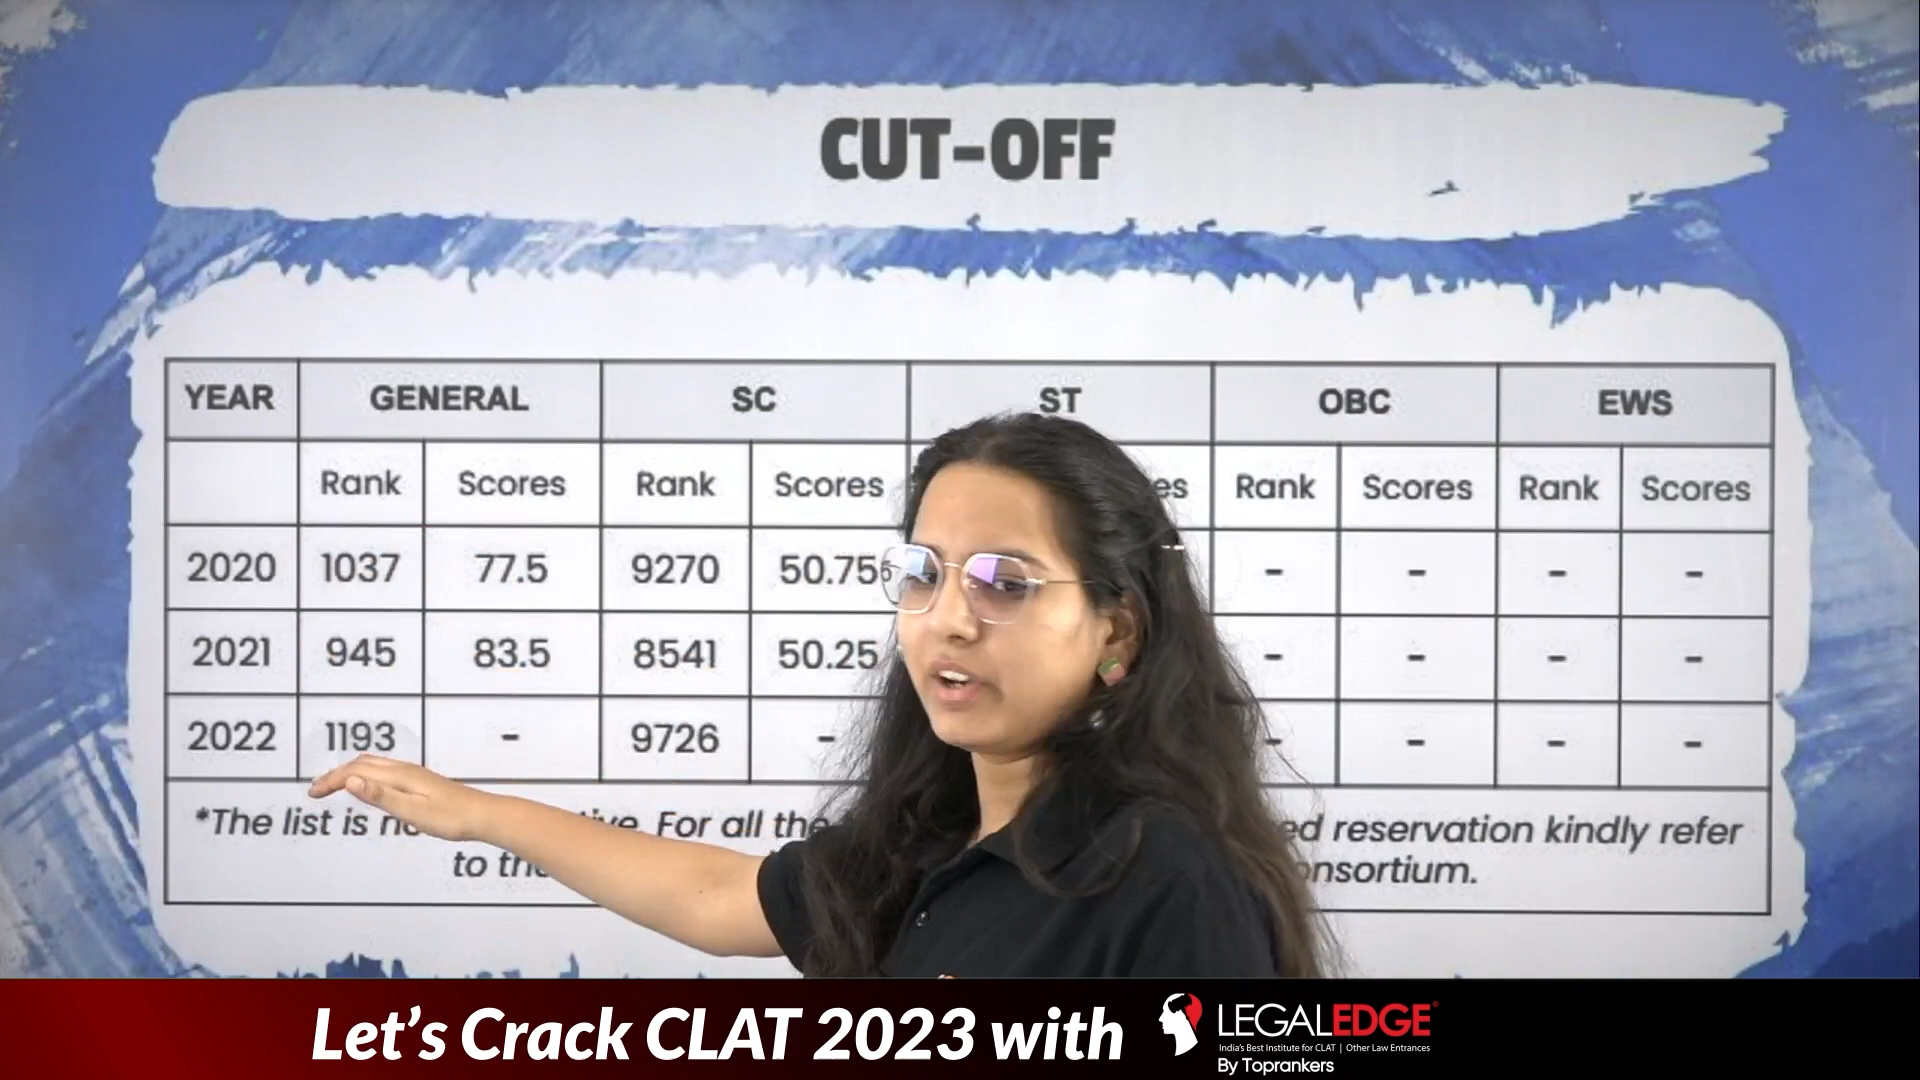 CUT-OFF
YEAR GENERAL SC ST OBC EWS
Rank Scores Rank Scores Rank Scores Rank Scores
2020 1037 77.5 9270 50.75 - - - -
2021 945 83.5 8541 50.25 - - - -
2022 1193 - 9726 - - - - -
*The list is For all the reservation kindly refer
to
Let's Crack CLAT 2023 with
LEGALEDGE
India's Best Institute for CLAT | Other Law Entrances
By Toprankers